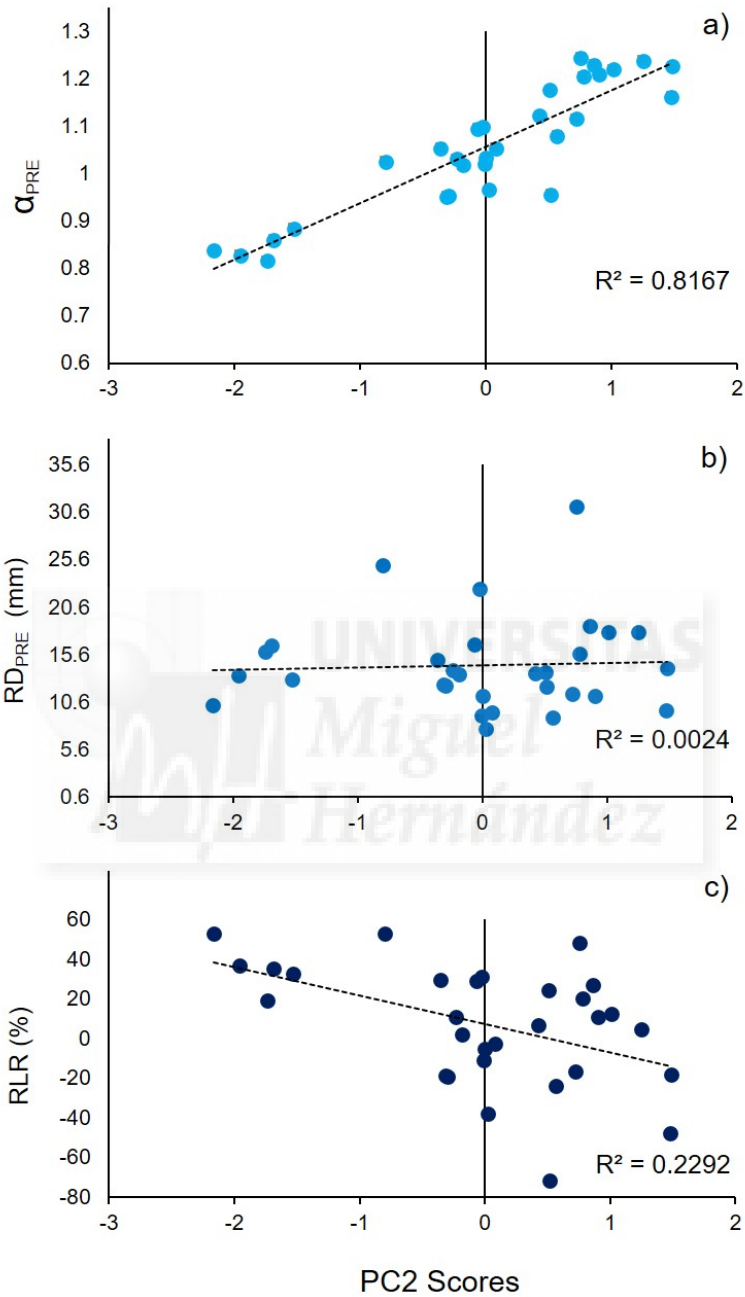 a)
1.3
1.2
1.1
1
0.9
0.8
0.7
0.6
αPRE
R² = 0.8167
-3 -2 -1 0 1 2
b)
35.6
30.6
25.6
20.6
15.6
10.6
5.6
0.6
RDPRE (mm)
UNIVERSITAS
Miguel
Hernández
R² = 0.0024
-3 -2 -1 0 1 2
c)
60
40
20
0
-20
-40
-60
-80
RLR (%)
R² = 0.2292
-3 -2 -1 0 1 2
PC2 Scores